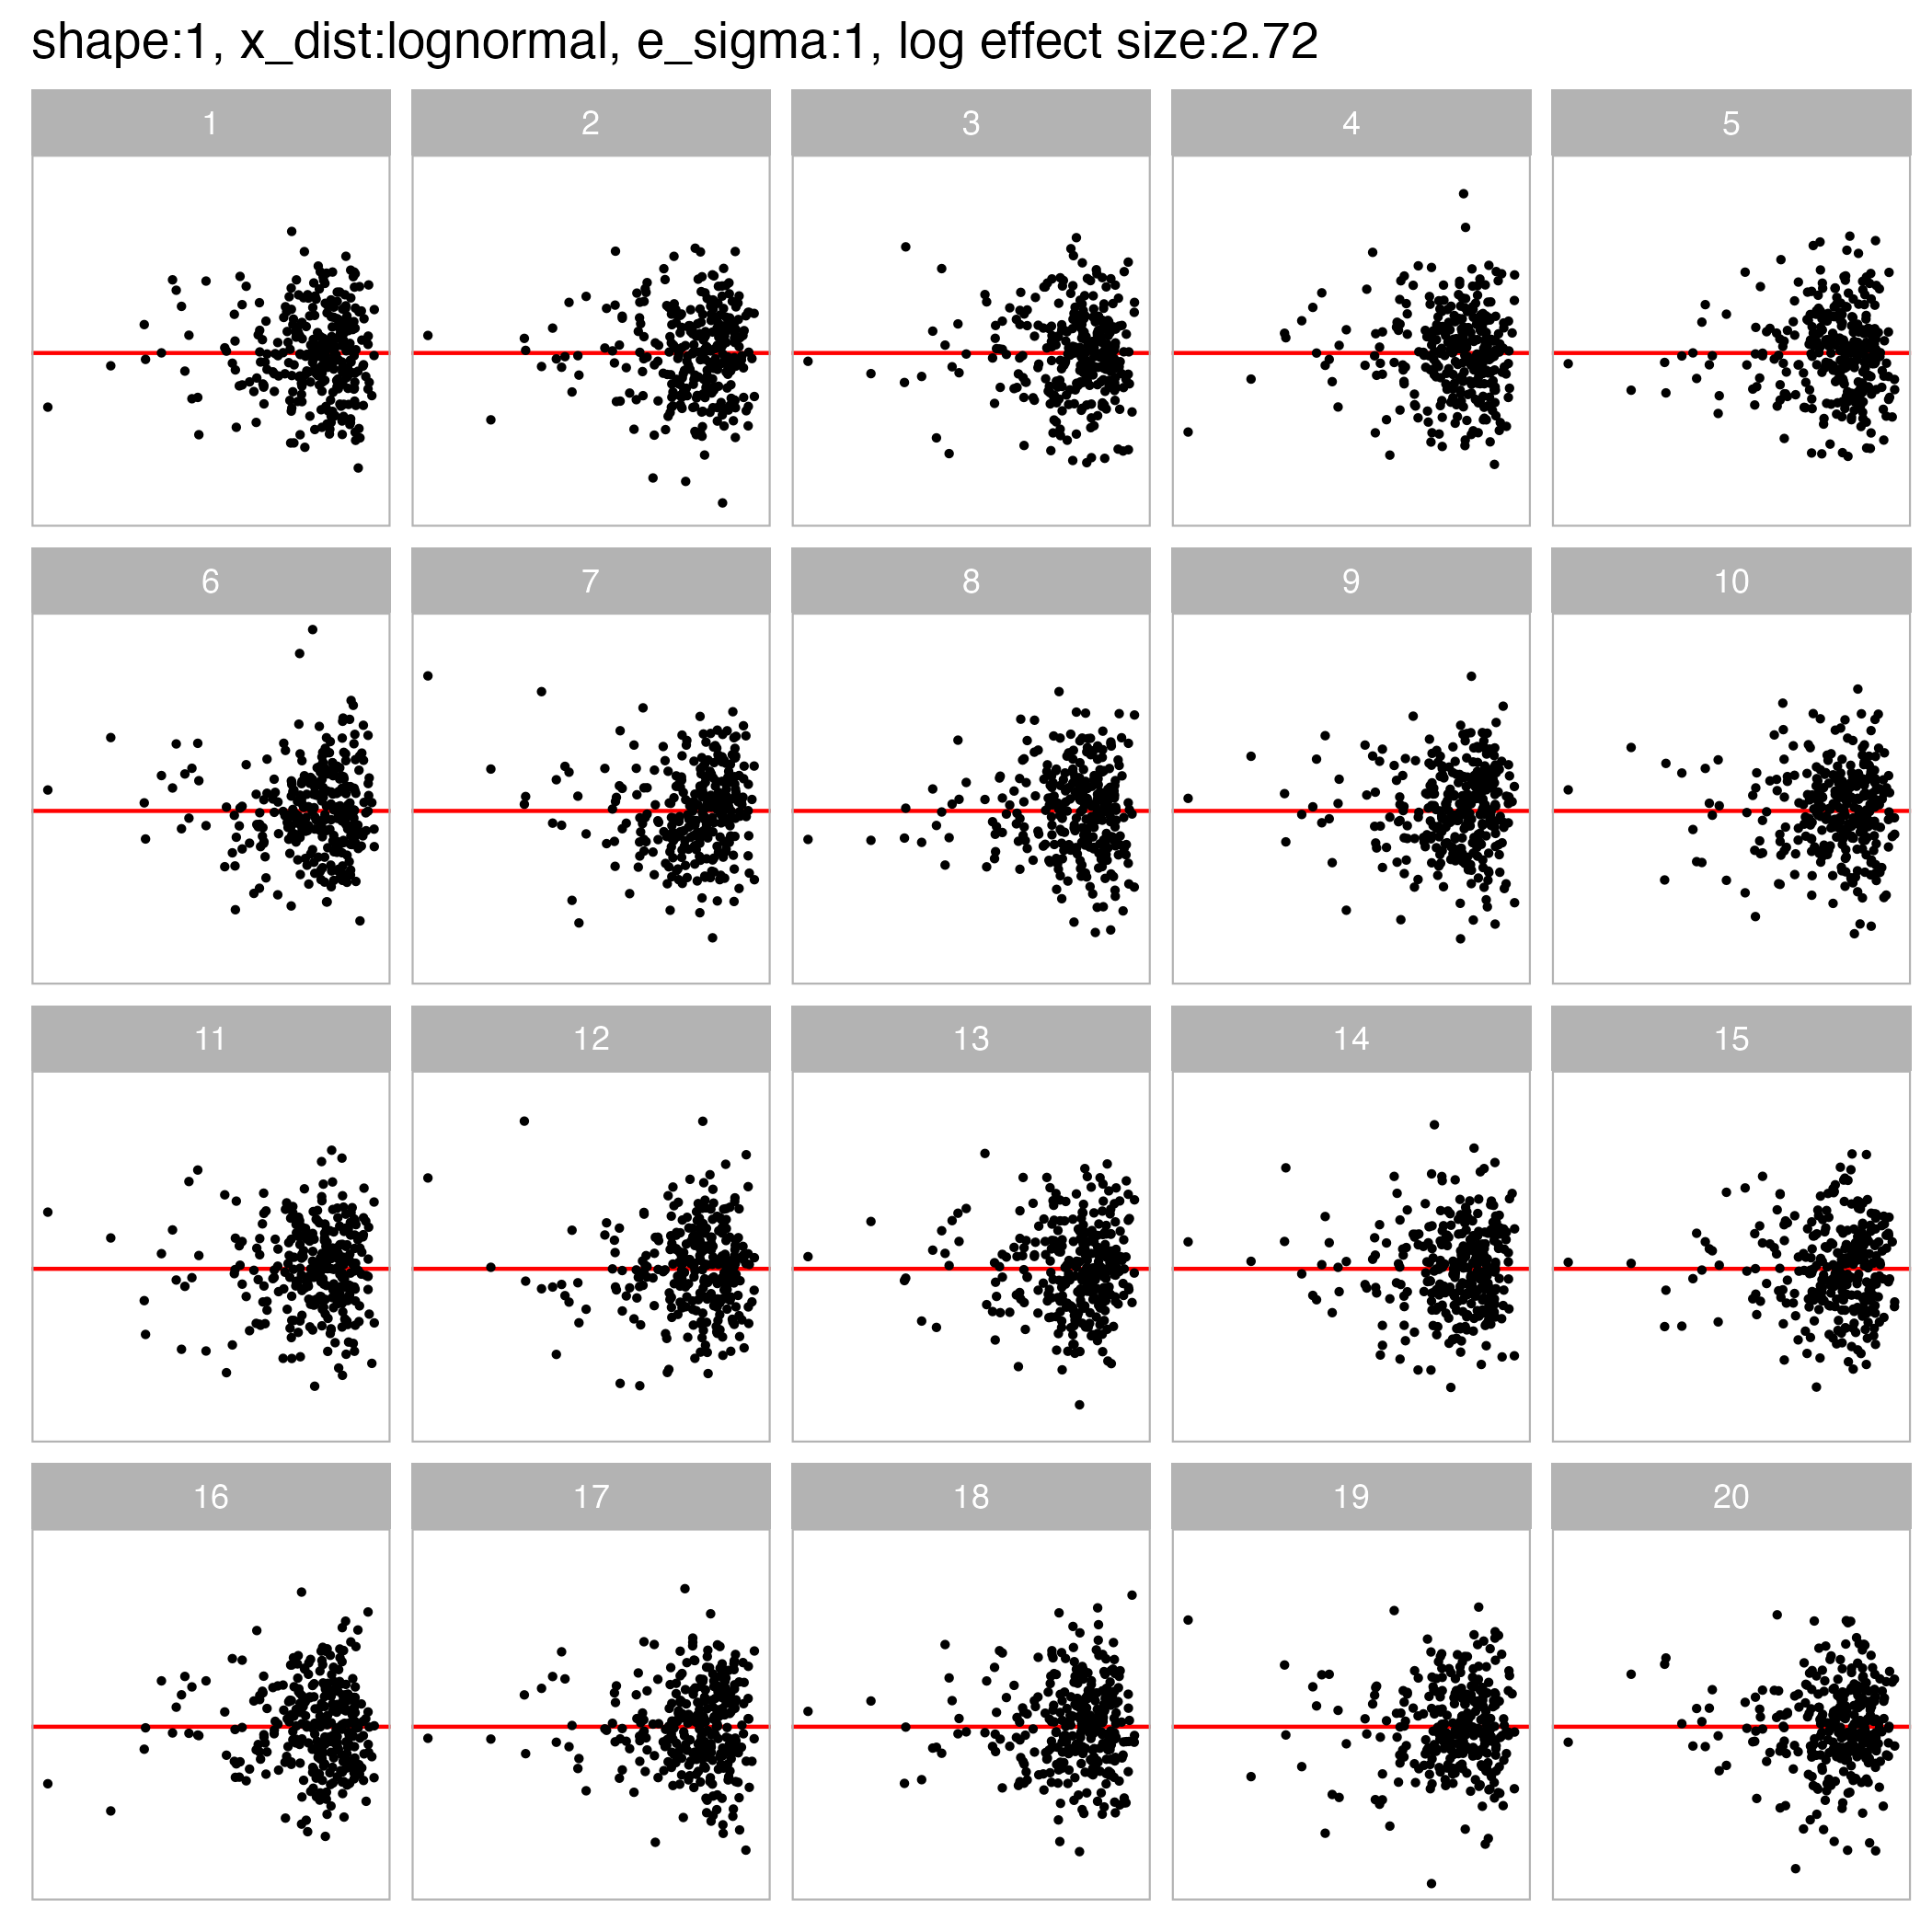 shape:1, x_dist:lognormal, e_sigma:1, log effect size:2.72
1 2 3 4 5
6 7 8 9 10
11 12 13 14 15
16 17 18 19 20